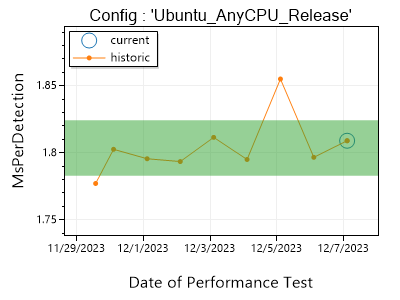 Config : 'Ubuntu_AnyCPU_Release'
current
historic
1.85
1.8
1.75
MsPerDetection
11/29/2023 12/1/2023 12/3/2023 12/5/2023 12/7/2023
Date of Performance Test